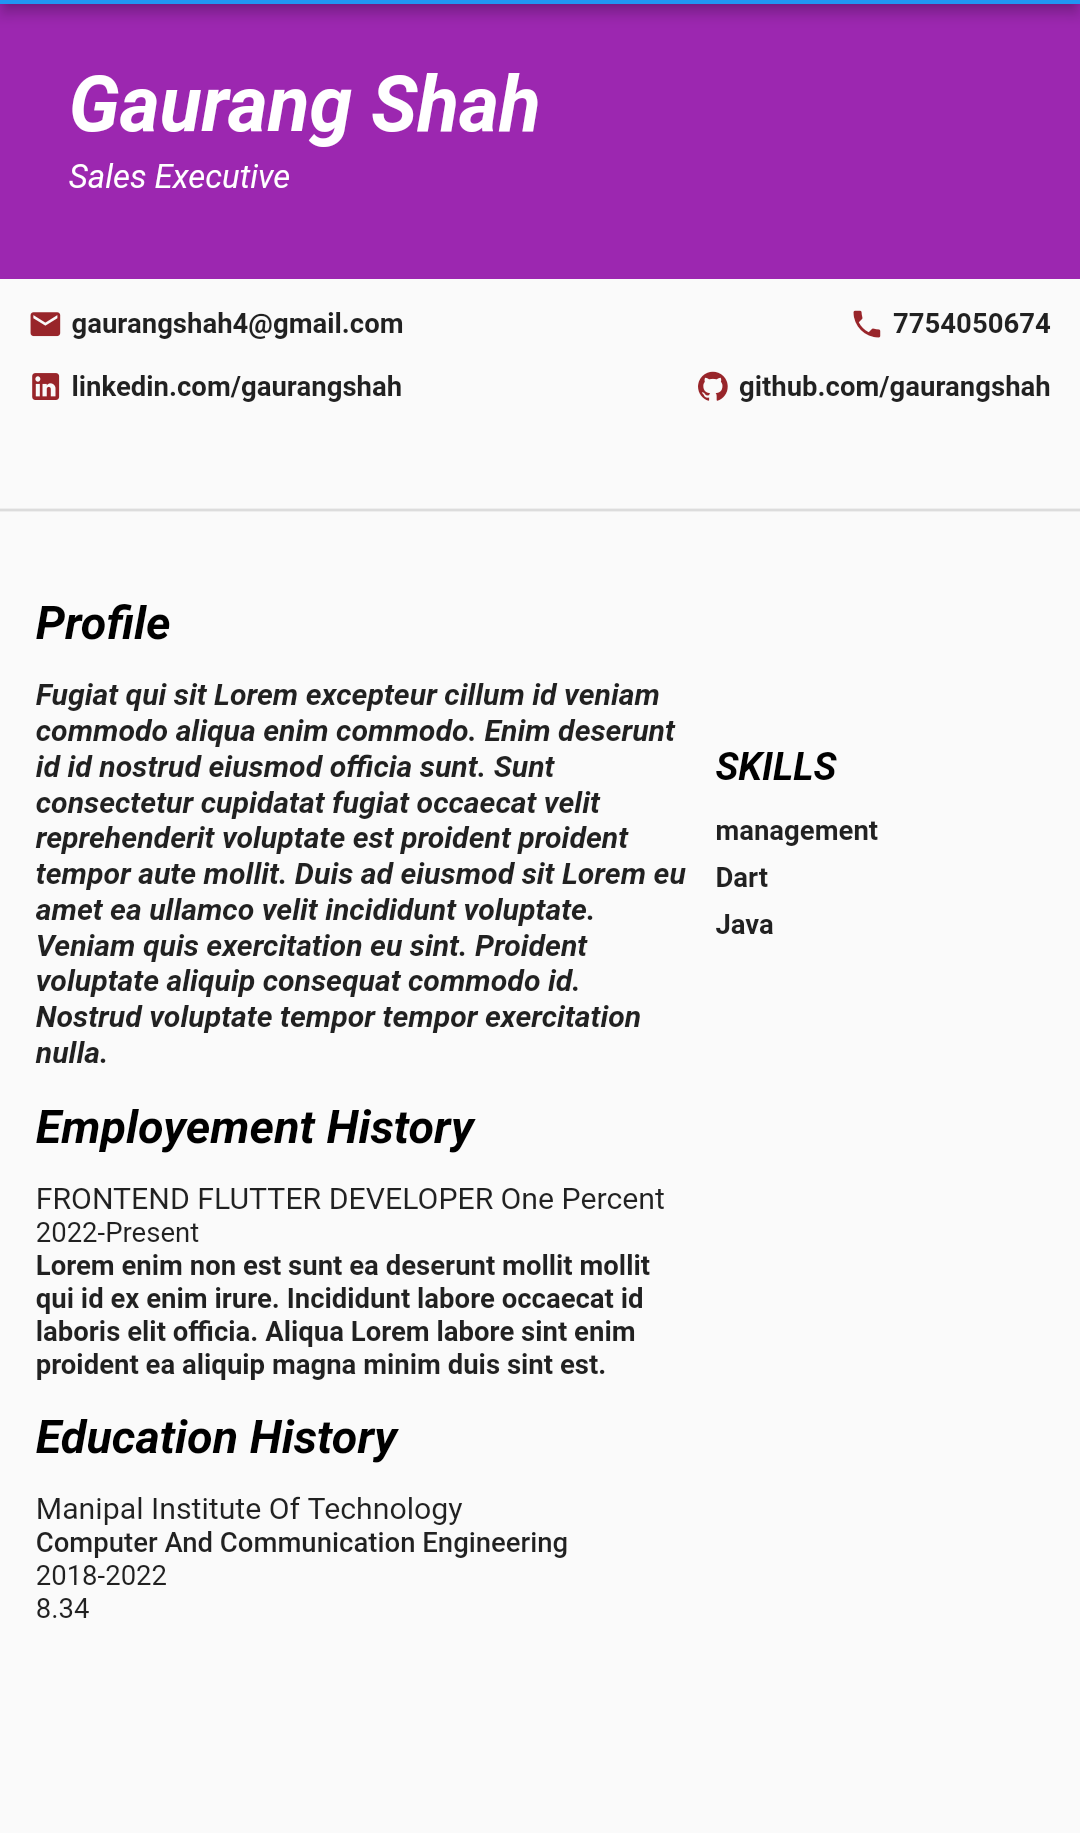 Gaurang Shah
Sales Executive
gaurangshah4@gmail.com
7754050674
linkedin.com/gaurangshah
github.com/gaurangshah
Profile
Fugiat qui sit Lorem excepteur cillum id veniam
commodo aliqua enim commodo. Enim deserunt
id id nostrud eiusmod officia sunt. Sunt
consectetur cupidatat fugiat occaecat velit
reprehenderit voluptate est proident proident
tempor aute mollit. Duis ad eiusmod sit Lorem eu
amet ea ullamco velit incididunt voluptate.
Veniam quis exercitation eu sint. Proident
voluptate aliquip consequat commodo id.
Nostrud voluptate tempor tempor exercitation
nulla.
Employement History
FRONTEND FLUTTER DEVELOPER One Percent
2022-Present
Lorem enim non est sunt ea deserunt mollit mollit
qui id ex enim irure. Incididunt labore occaecat id
laboris elit officia. Aliqua Lorem labore sint enim
proident ea aliquip magna minim duis sint est.
Education History
Manipal Institute Of Technology
Computer And Communication Engineering
2018-2022
8.34
SKILLS
management
Dart
Java